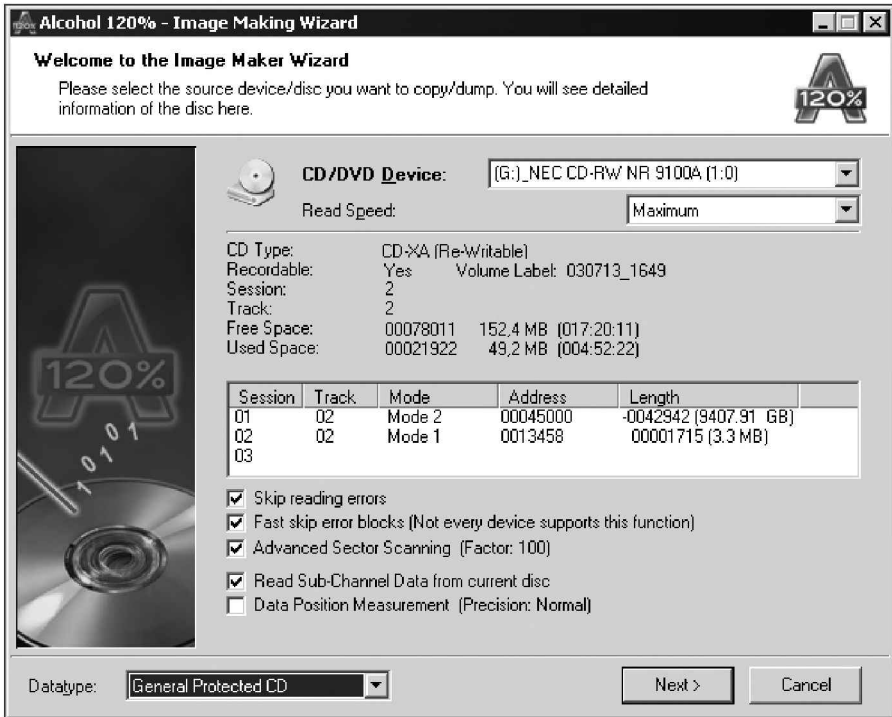 Alcohol 120% - Image Making Wizard
Welcome to the Image Maker Wizard
Please select the source device/disc you want to copy/dump. You will see detailed
information of the disc here.
120%
CD/DVD Device: (G:)_NEC CD-RW NR 9100A (1:0)
Read Speed: Maximum
CD Type: CD-XA (Re-Writable)
Recordable: Yes Volume Label: 030713_1649
Session: 2
Track: 2
Free Space: 00078011 152,4 MB (017:20:11)
Used Space: 00021922 49,2 MB (004:52:22)
120%
Session Track Mode Address Length
01 02 Mode 2 00045000 -0042942 (9407.91 GB)
02 02 Mode 1 0013458 00001715 (3.3 MB)
03
Skip reading errors
Fast skip error blocks (Not every device supports this function)
Advanced Sector Scanning (Factor: 100)
Read Sub-Channel Data from current disc
Data Position Measurement (Precision: Normal)
Datatype: General Protected CD
Next > Cancel